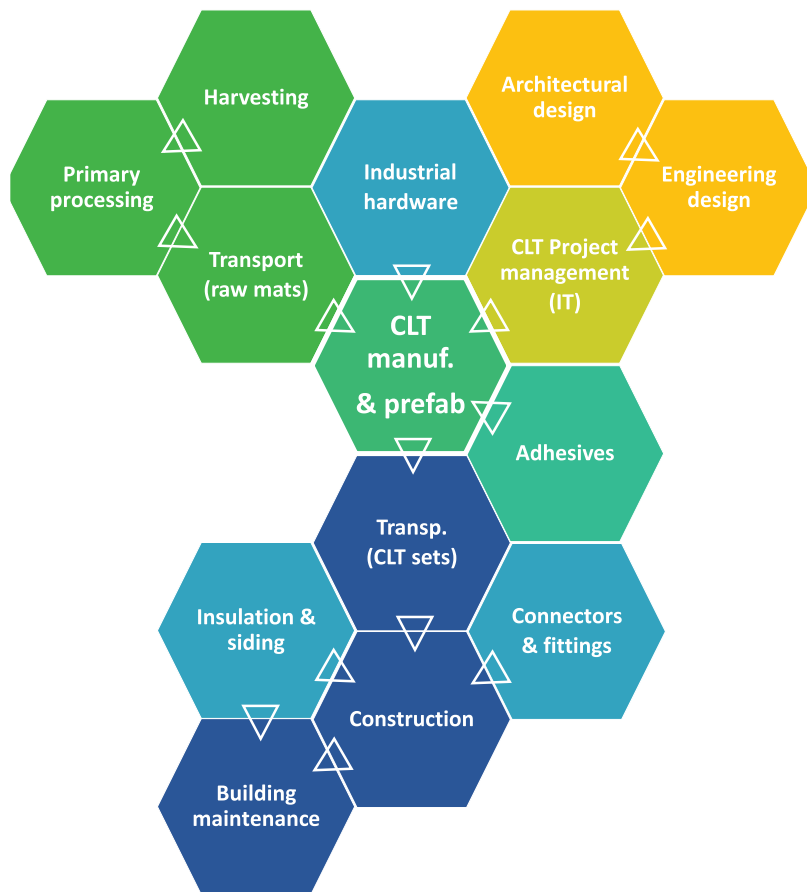 Harvesting
Architectural
design
Primary
processing
Industrial
hardware
Engineering
design
Transport
(raw mats)
CLT Project
management
(IT)
CLT
manuf.
& prefab
Adhesives
Transp.
(CLT sets)
Insulation &
siding
Connectors
& fittings
Construction
Building
maintenance